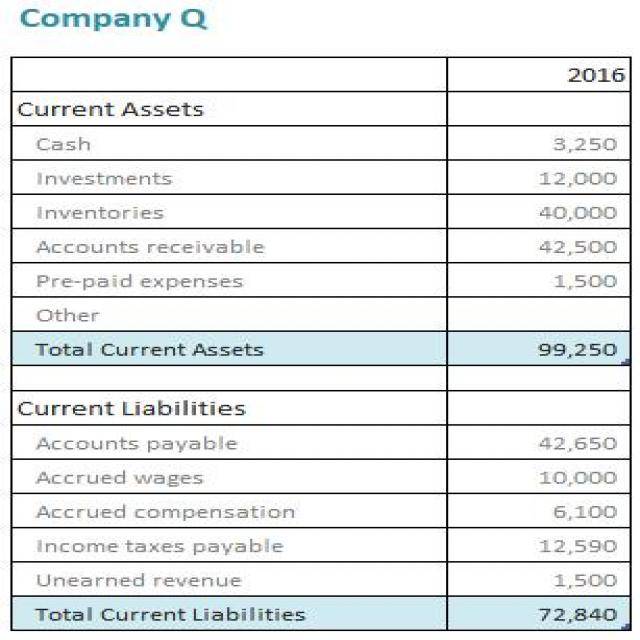 Company Q
2016
Current Assets
Cash 3,250
Investments 12,000
Inventories 40,000
Accounts receivable 42,500
Pre-paid expenses 1,500
Other
Total Current Assets 99,250
Current Liabilities
Accounts payable 42,650
Accrued wages 10,000
Accrued compensation 6,100
Income taxes payable 12,590
Unearned revenue 1,500
Total Current Liabilities 72,840